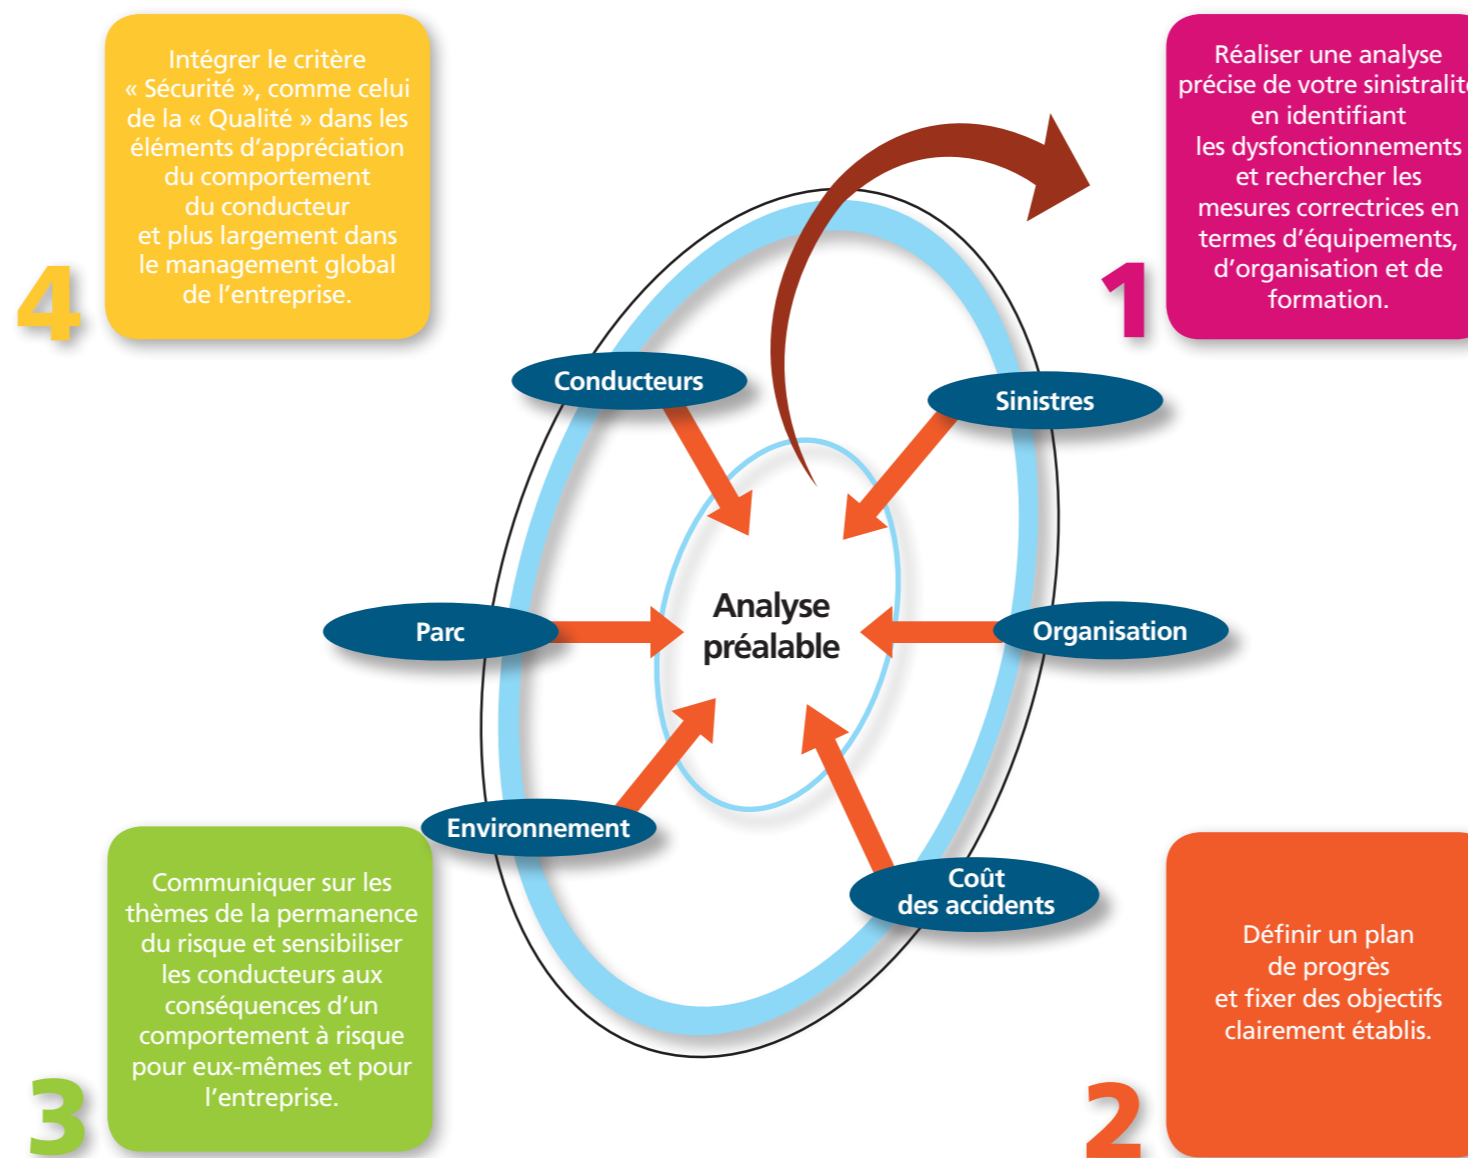 4
Intégrer le critère
« Sécurité », comme celui
de la « Qualité » dans les
éléments d’appréciation
du comportement
du conducteur
et plus largement dans
le management global
de l’entreprise.
1
Réaliser une analyse
précise de votre sinistralité
en identifiant
les dysfonctionnements
et rechercher les
mesures correctrices en
termes d’équipements,
d’organisation et de
formation.
Conducteurs
Sinistres
Parc
Analyse
préalable
Organisation
Environnement
Coût
des accidents
3
Communiquer sur les
thèmes de la permanence
du risque et sensibiliser
les conducteurs aux
conséquences d’un
comportement à risque
pour eux-mêmes et pour
l’entreprise.
2
Définir un plan
de progrès
et fixer des objectifs
clairement établis.